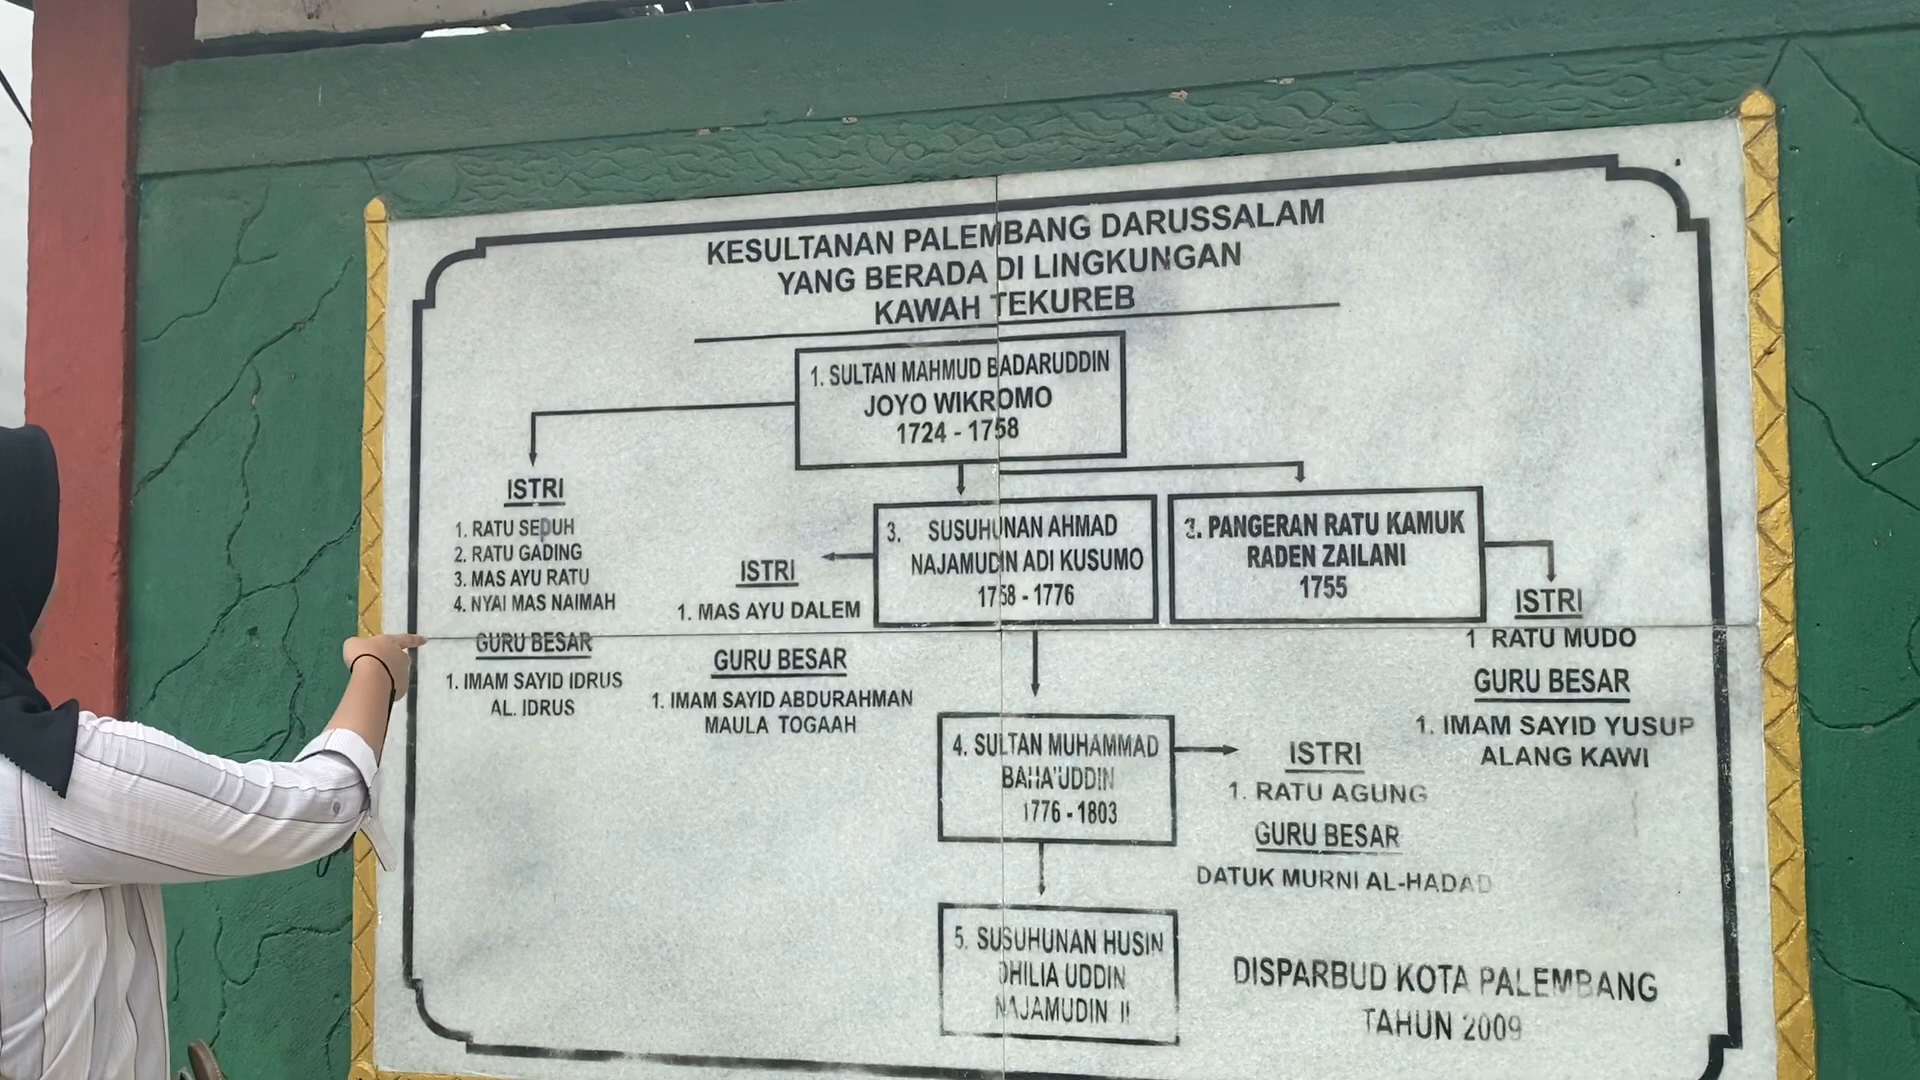 KESULTANAN PALEMBANG DARUSSALAM
YANG BERADA DI LINGKUNGAN
KAWAH TEKUREB
1. SULTAN MAHMUD BADARUDDIN
JOYO WIKROMO
1724 - 1758
ISTRI
1. RATU SEPUH
2. RATU GADING
3. MAS AYU RATU
4. NYAI MAS NAIMAH
GURU BESAR
1. IMAM SAYID IDRUS
AL. IDRUS
3. SUSUHUNAN AHMAD
NAJAMUDIN ADI KUSUMO
1758 - 1776
ISTRI
1. MAS AYU DALEM
GURU BESAR
1. IMAM SAYID ABDURAHMAN
MAULA TOGAAH
2. PANGERAN RATU KAMUK
RADEN ZAILANI
1755
ISTRI
1 RATU MUDO
GURU BESAR
1. IMAM SAYID YUSUP
ALANG KAWI
4. SULTAN MUHAMMAD
BAHA'UDDIN
1776 - 1803
ISTRI
1. RATU AGUNG
GURU BESAR
DATUK MURNI AL-HADAD
5. SUSUHUNAN HUSIN
DHILIA UDDIN
NAJAMUDIN II
DISPARBUD KOTA PALEMBANG
TAHUN 2009